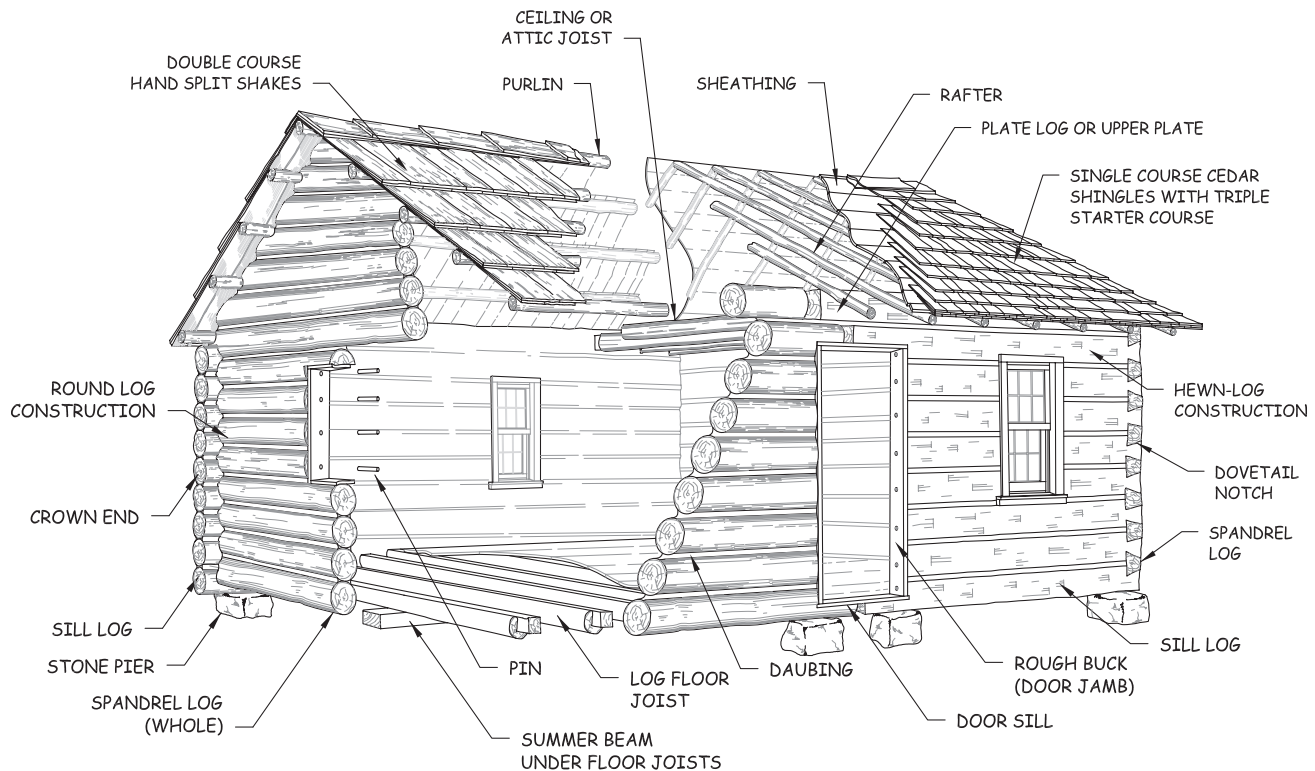 CEILING OR
ATTIC JOIST
DOUBLE COURSE
HAND SPLIT SHAKES
PURLIN
SHEATHING
RAFTER
PLATE LOG OR UPPER PLATE
SINGLE COURSE CEDAR
SHINGLES WITH TRIPLE
STARTER COURSE
ROUND LOG
CONSTRUCTION
HEWN-LOG
CONSTRUCTION
DOVETAIL
NOTCH
CROWN END
SPANDREL
LOG
SILL LOG
STONE PIER
SPANDREL LOG
(WHOLE)
PIN
LOG FLOOR
JOIST
DAUBING
SILL LOG
ROUGH BUCK
(DOOR JAMB)
DOOR SILL
SUMMER BEAM
UNDER FLOOR JOISTS